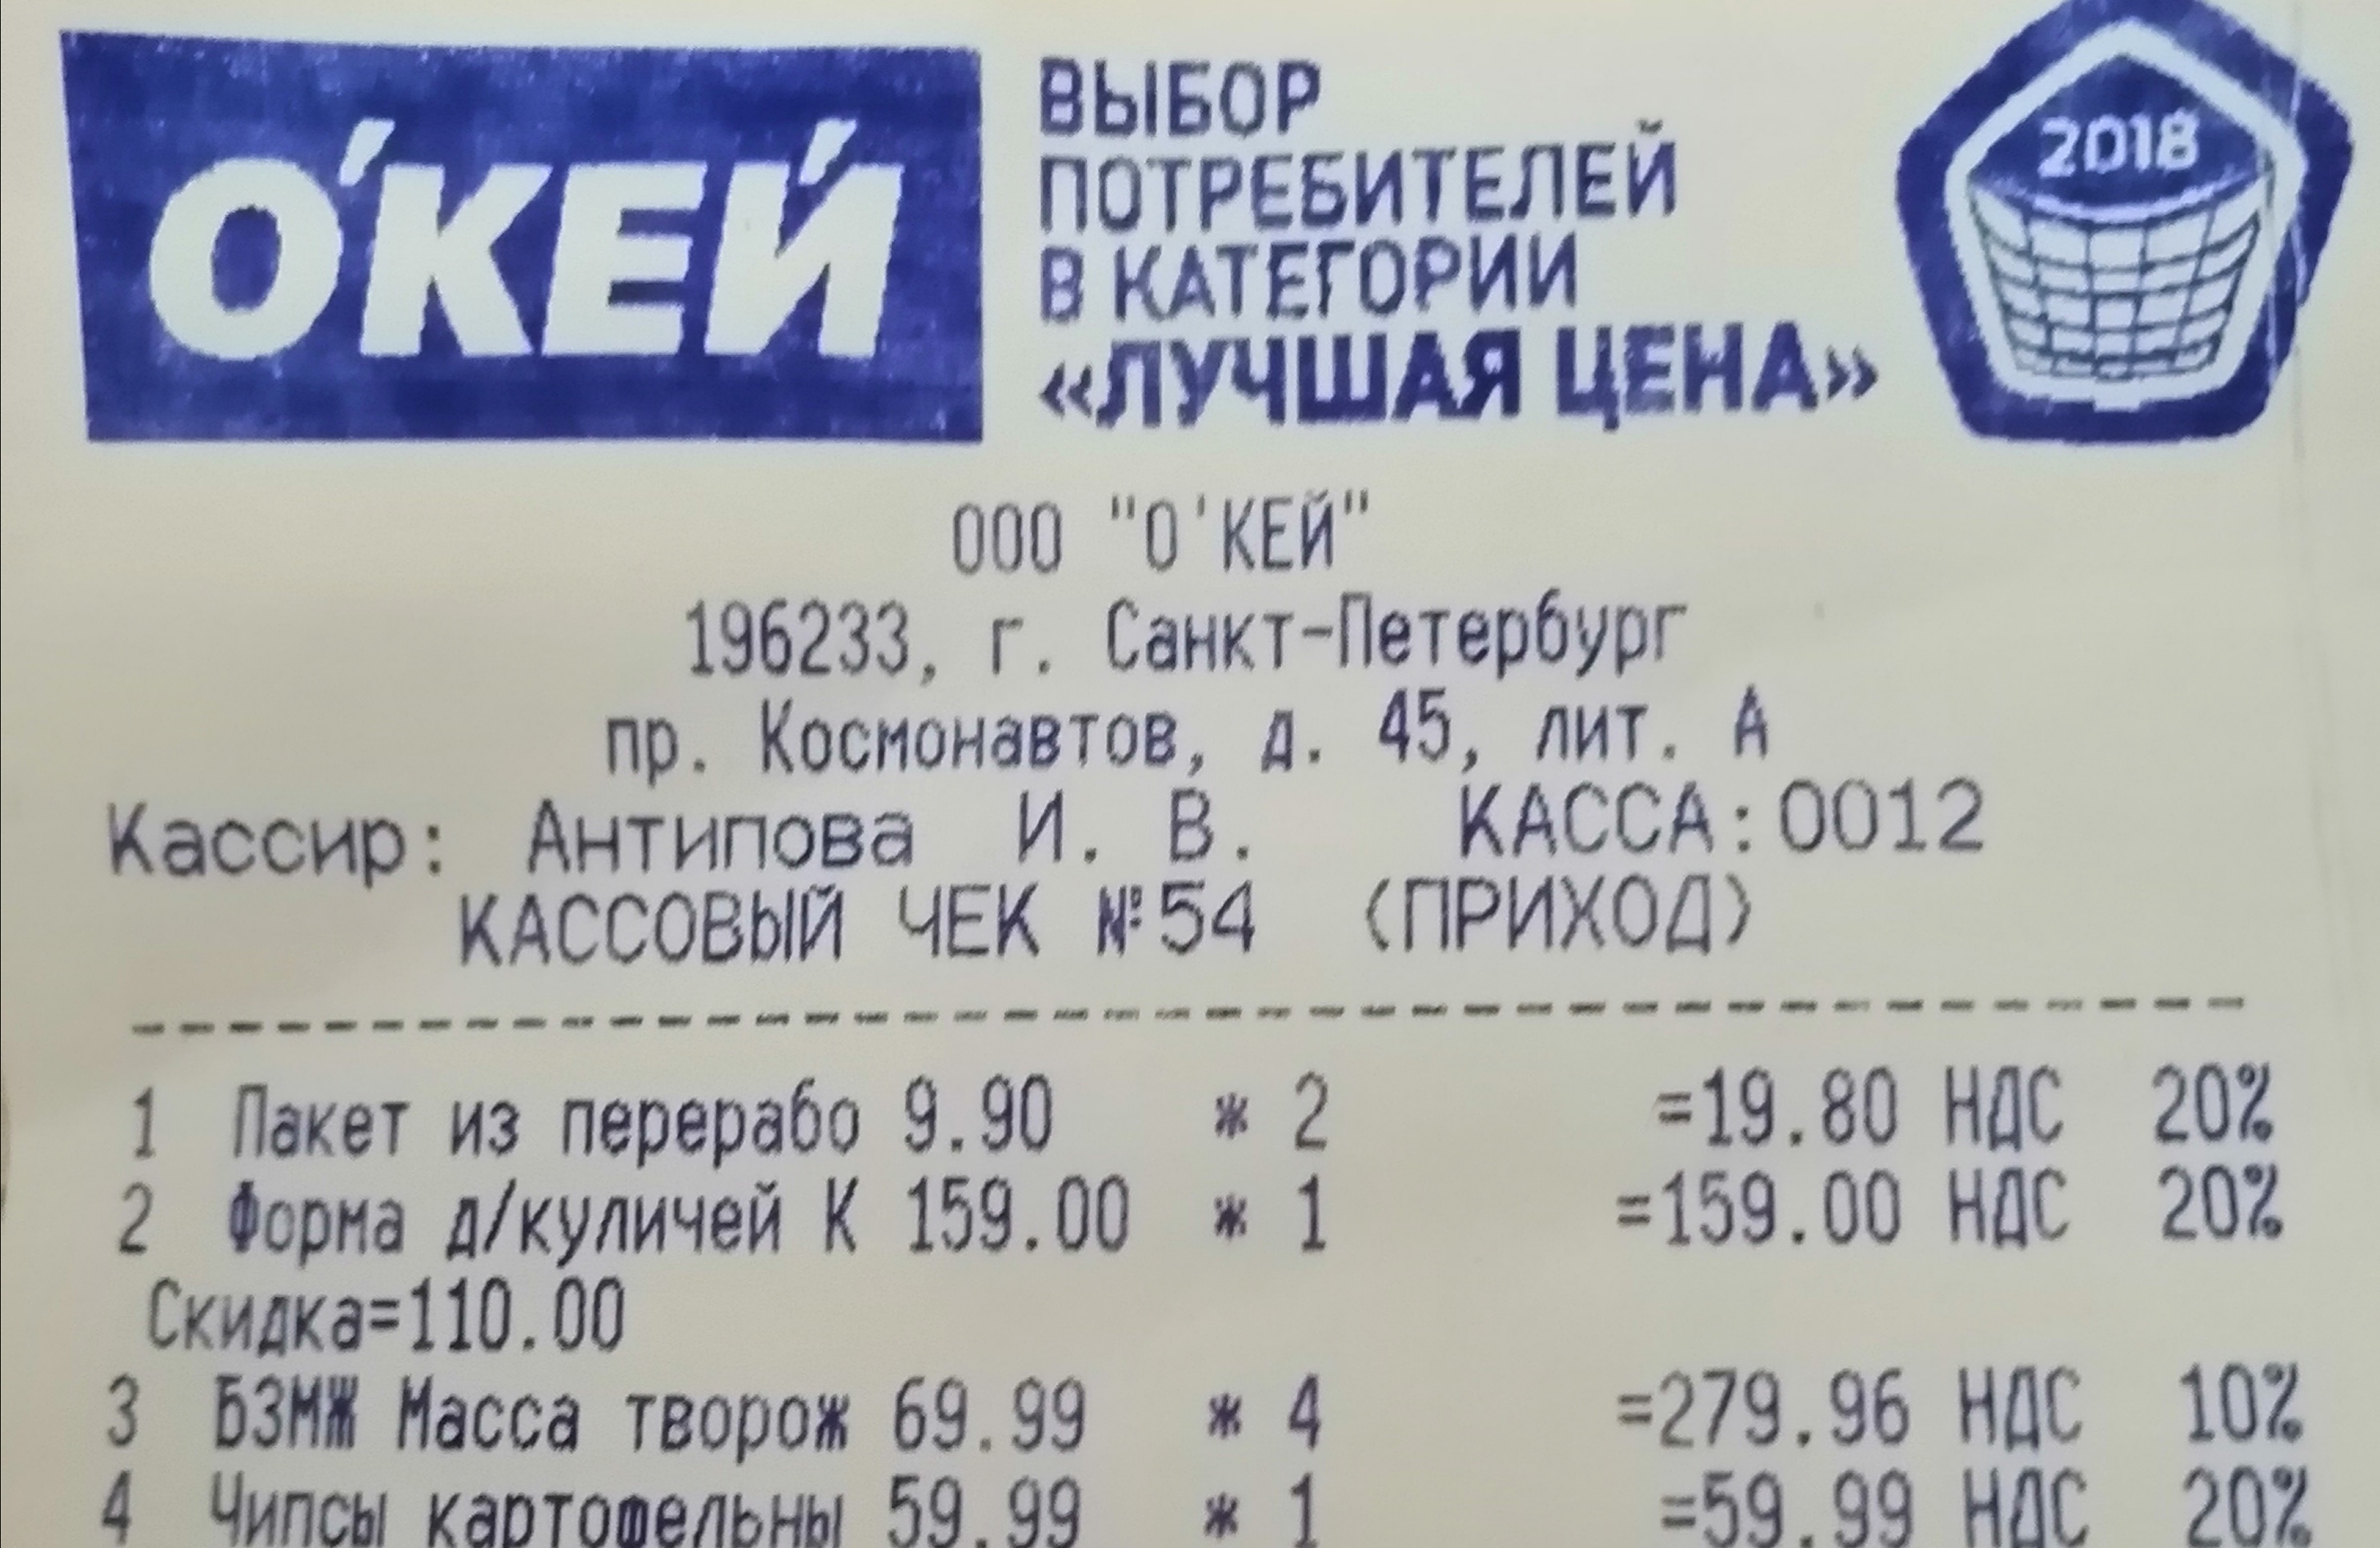 О'КЕЙ
ВЫБОР
ПОТРЕБИТЕЛЕЙ
В КАТЕГОРИИ
«ЛУЧШАЯ ЦЕНА»
2018
ООО "О'КЕЙ"
196233, г. Санкт-Петербург
пр. Космонавтов, д. 45, лит. А
Кассир: Антипова И. В. КАССА:0012
КАССОВЫЙ ЧЕК №54 (ПРИХОД)
1 Пакет из перерабо 9.90 * 2 =19.80 НДС 20%
2 Форма д/куличей К 159.00 * 1 =159.00 НДС 20%
Скидка=110.00
3 БЗМЖ Масса творож 69.99 * 4 =279.96 НДС 10%
4 Чипсы картофельны 59.99 * 1 =59.99 НДС 20%